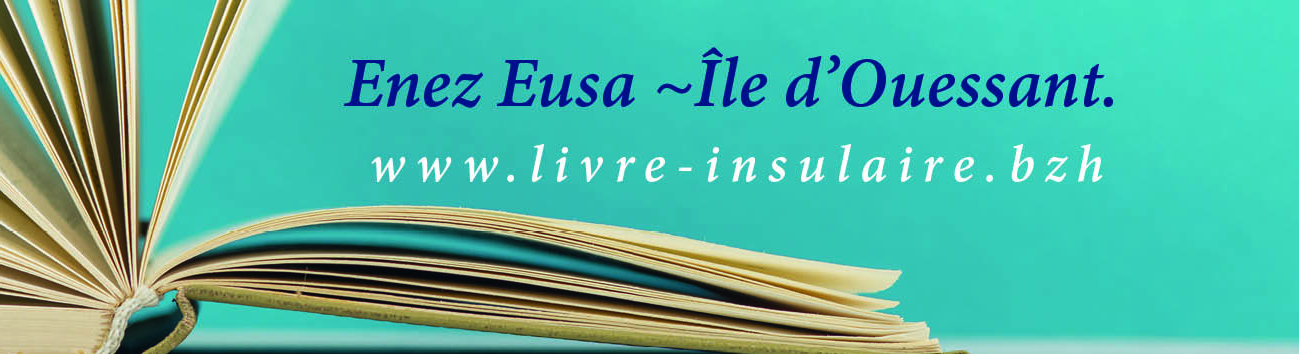 Enez Eusa ~Île d’Ouessant.
www.livre-insulaire.bzh